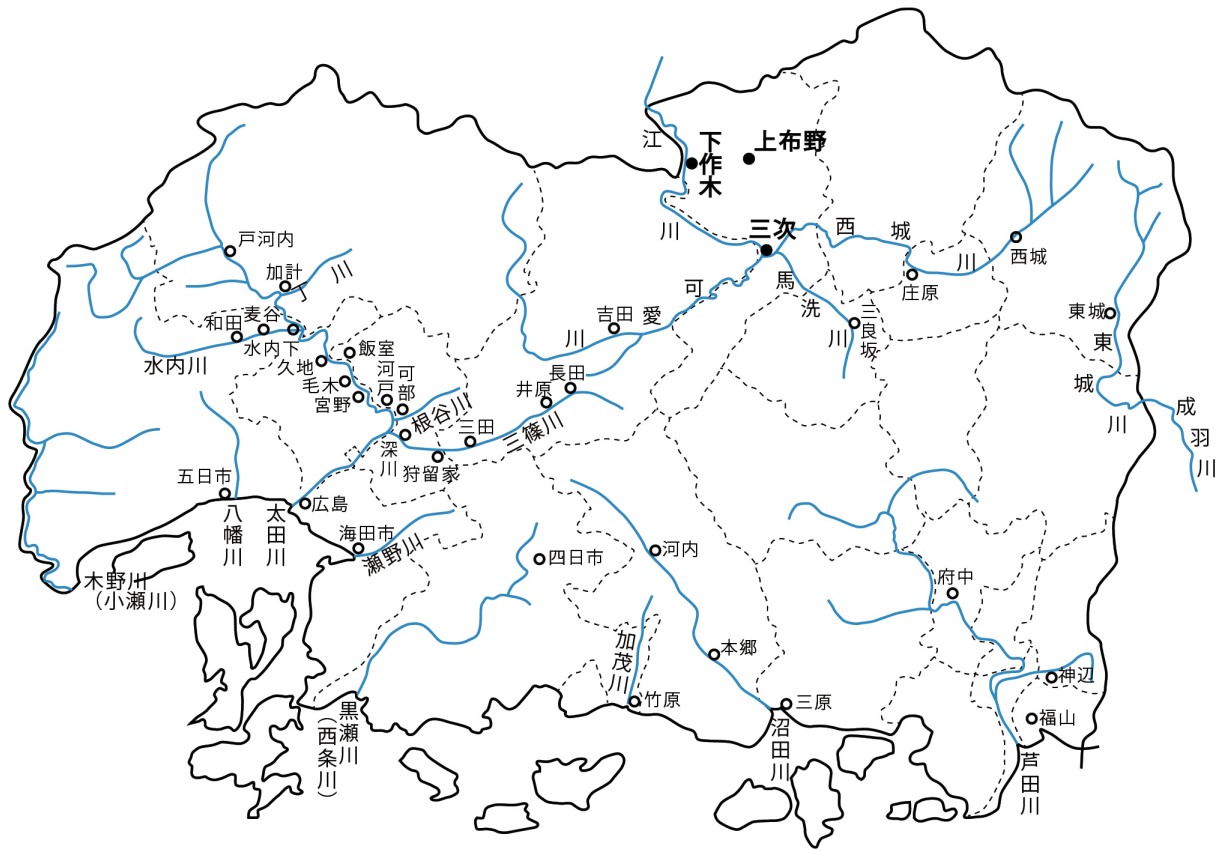 江
下作木
上布野
川
三次
西
城
川
西城
庄原
戸河内
加計
丁
川
可
馬
洗
川
三良坂
東城
東
城
川
成
羽
川
和田
麦谷
水内下
水内川
久地
飯室
毛木
宮野
河戸
可部
吉田
愛
川
長田
井原
根谷川
三田
三篠川
深川
狩留家
五日市
八幡川
太田川
広島
海田市
瀬野川
木野川
（小瀬川）
四日市
河内
府中
加茂川
本郷
竹原
三原
沼田川
神辺
福山
芦田川
黒瀬川
（西条川）